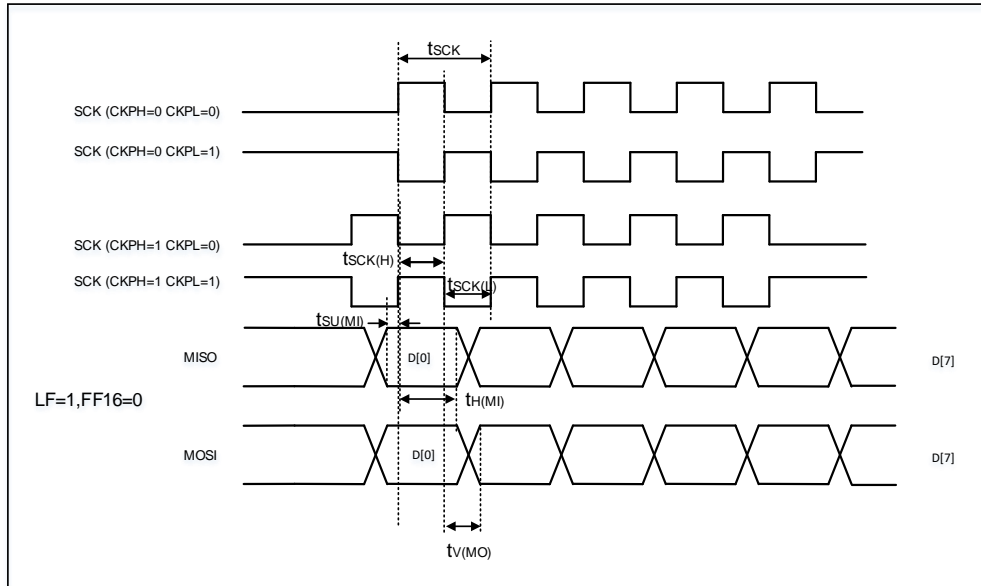 tSCK
SCK (CKPH=0 CKPL=0)
SCK (CKPH=0 CKPL=1)
SCK (CKPH=1 CKPL=0)
tSCK(H)
SCK (CKPH=1 CKPL=1)
tSCK(L)
tSU(MI)
MISO
D[0]
D[7]
LF=1,FF16=0
tH(MI)
MOSI
D[0]
D[7]
tV(MO)